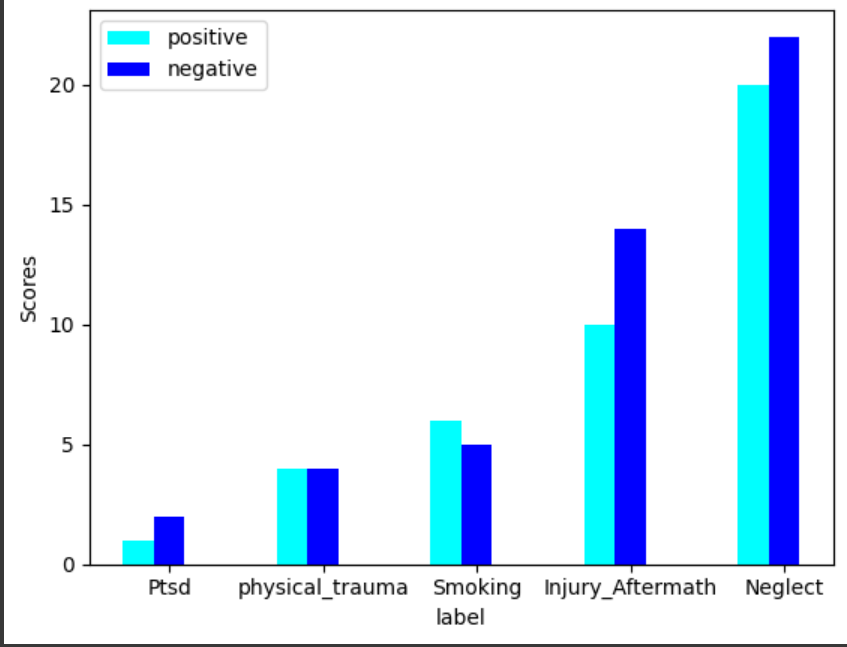 positive
negative
20
15
10
5
0
Scores
Ptsd physical_trauma Smoking Injury_Aftermath Neglect
label